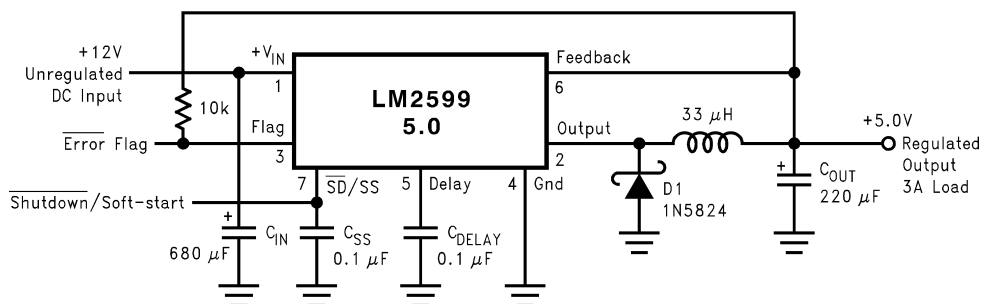 +12V
Unregulated
DC Input
+VIN
1
Feedback
6
10k
LM2599
5.0
33 µH
+5.0V
Error Flag
Flag
3
Output
2
Regulated
Output
3A Load
7
SD/SS
5
Delay
4
Gnd
+
COUT
220 µF
D1
1N5824
Shutdown/Soft-start
+
CIN
680 µF
CSS
0.1 µF
CDELAY
0.1 µF